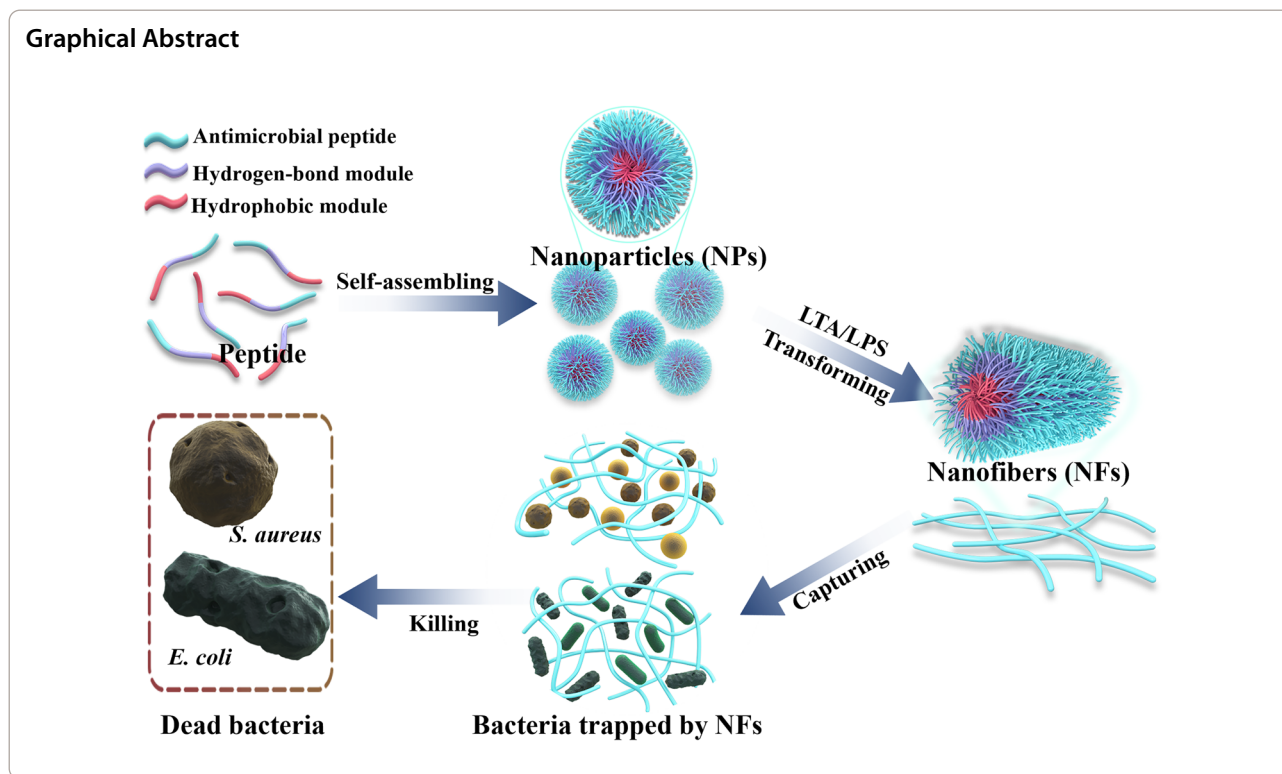 Graphical Abstract
Antimicrobial peptide
Hydrogen-bond module
Hydrophobic module
Peptide
Self-assembling
Nanoparticles (NPs)
LTA/LPS
Transforming
Nanofibers (NFs)
Capturing
Bacteria trapped by NFs
Killing
S. aureus
E. coli
Dead bacteria